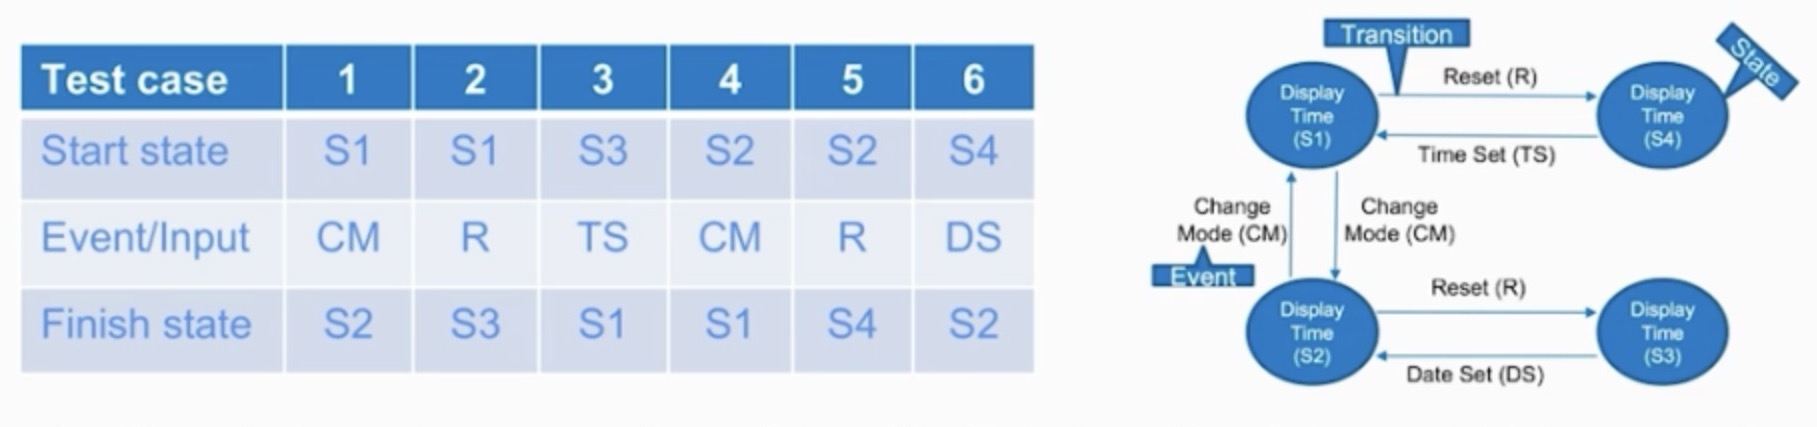 Test case 1 2 3 4 5 6
Start state S1 S1 S3 S2 S2 S4
Event/Input CM R TS CM R DS
Finish state S2 S3 S1 S1 S4 S2
Transition
State
Display
Time
(S1)
Reset (R)
Time Set (TS)
Display
Time
(S4)
Change
Mode (CM)
Change
Mode (CM)
Event
Display
Time
(S2)
Reset (R)
Date Set (DS)
Display
Time
(S3)